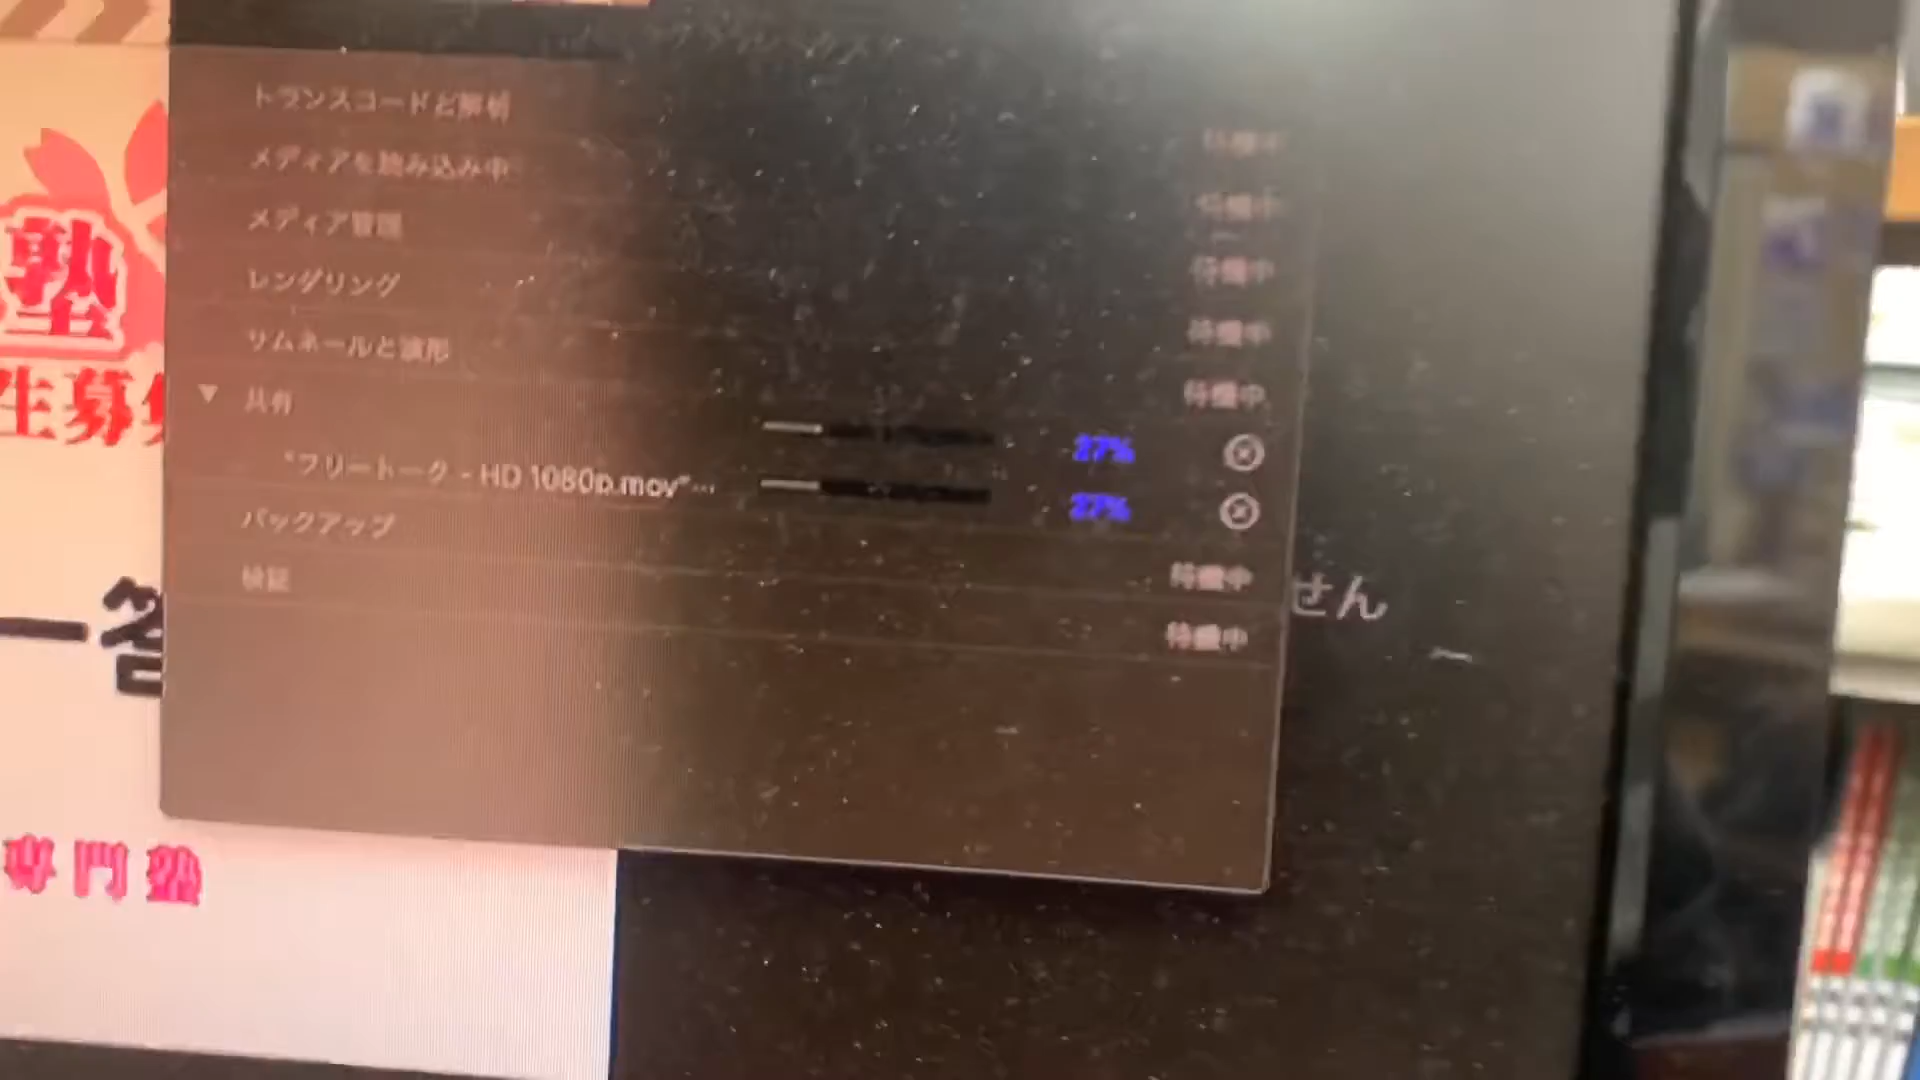 トランスコードと解析
待機中
メディアを読み込み中
待機中
メディア管理
待機中
レンダリング
待機中
サムネールと波形
待機中
共有
27%
"フリートーク - HD 1080p.mov"…
27%
バックアップ
待機中
検証
待機中
せん
塾
生募集
一答
専門塾